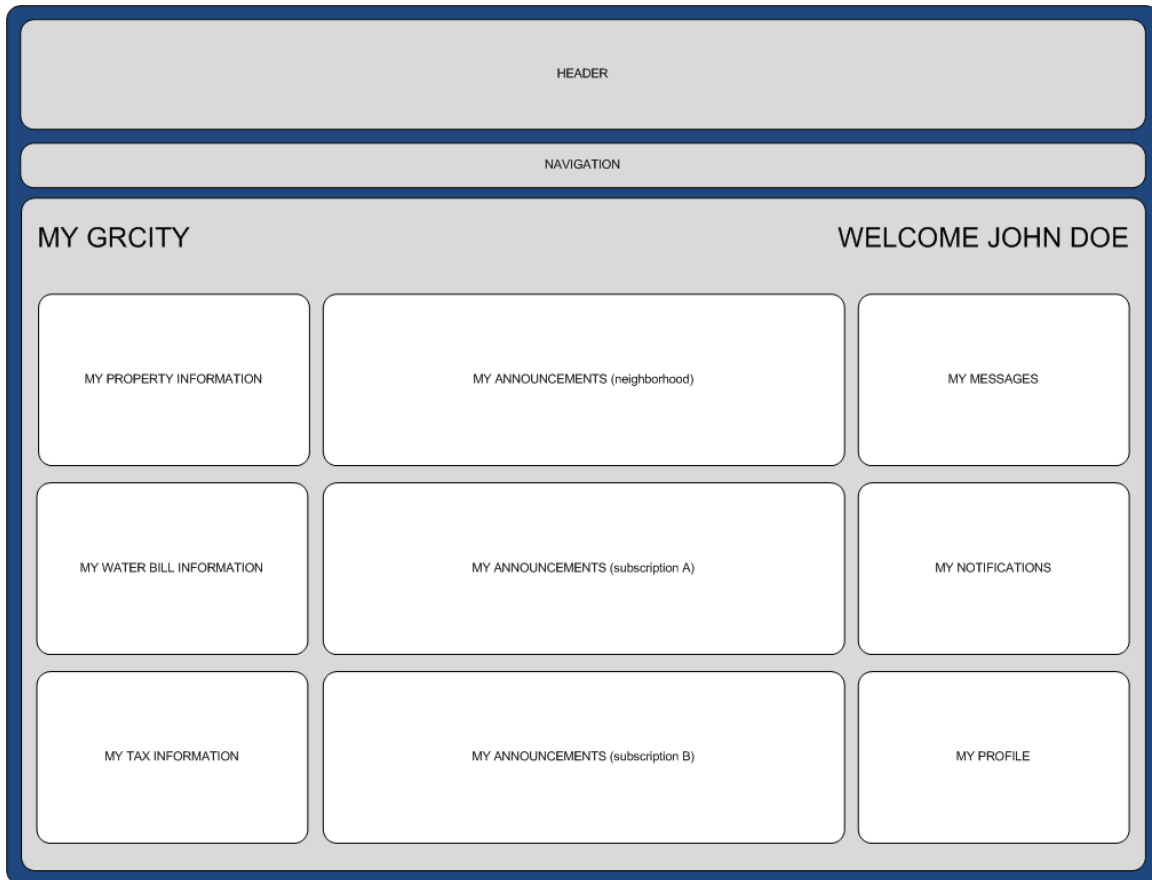 HEADER
NAVIGATION
MY GRCITY
WELCOME JOHN DOE
MY PROPERTY INFORMATION
MY ANNOUNCEMENTS (neighborhood)
MY MESSAGES
MY WATER BILL INFORMATION
MY ANNOUNCEMENTS (subscription A)
MY NOTIFICATIONS
MY TAX INFORMATION
MY ANNOUNCEMENTS (subscription B)
MY PROFILE